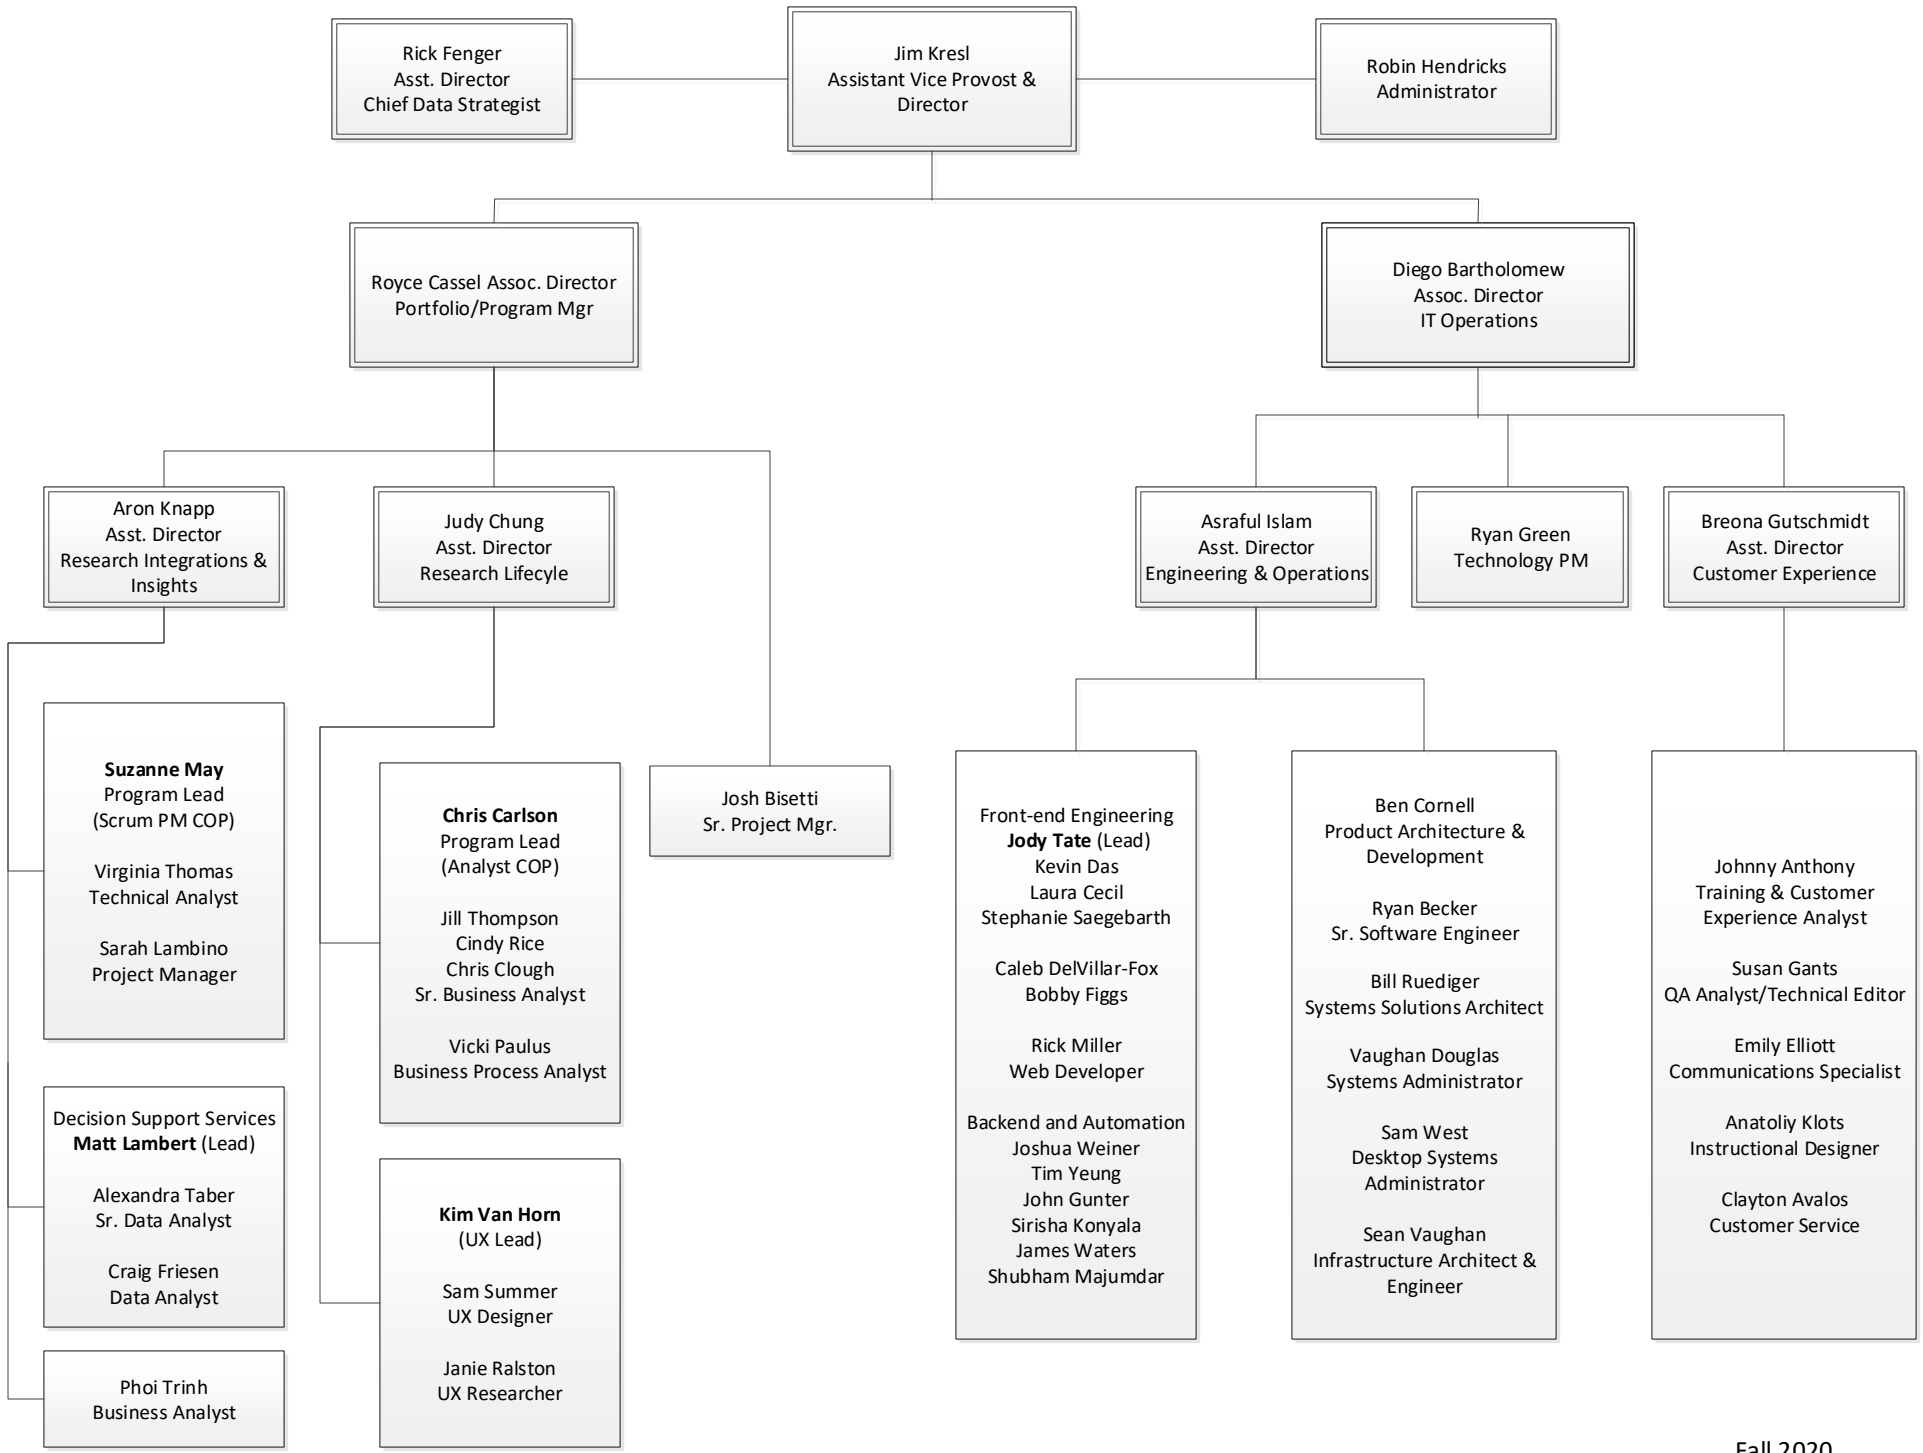 Rick Fenger
Asst. Director
Chief Data Strategist
Jim Kresl
Assistant Vice Provost &
Director
Robin Hendricks
Administrator
Royce Cassel Assoc. Director
Portfolio/Program Mgr
Diego Bartholomew
Assoc. Director
IT Operations
Aron Knapp
Asst. Director
Research Integrations &
Insights
Judy Chung
Asst. Director
Research Lifecyle
Asraful Islam
Asst. Director
Engineering & Operations
Ryan Green
Technology PM
Breona Gutschmidt
Asst. Director
Customer Experience
Suzanne May
Program Lead
(Scrum PM COP)
Virginia Thomas
Technical Analyst
Sarah Lambino
Project Manager
Decision Support Services
Matt Lambert (Lead)
Alexandra Taber
Sr. Data Analyst
Craig Friesen
Data Analyst
Phoi Trinh
Business Analyst
Chris Carlson
Program Lead
(Analyst COP)
Jill Thompson
Cindy Rice
Chris Clough
Sr. Business Analyst
Vicki Paulus
Business Process Analyst
Kim Van Horn
(UX Lead)
Sam Summer
UX Designer
Janie Ralston
UX Researcher
Josh Bisetti
Sr. Project Mgr.
Front-end Engineering
Jody Tate (Lead)
Kevin Das
Laura Cecil
Stephanie Saegebarth
Caleb DelVillar-Fox
Bobby Figgs
Rick Miller
Web Developer
Backend and Automation
Joshua Weiner
Tim Yeung
John Gunter
Sirisha Konyala
James Waters
Shubham Majumdar
Ben Cornell
Product Architecture &
Development
Ryan Becker
Sr. Software Engineer
Bill Ruediger
Systems Solutions Architect
Vaughan Douglas
Systems Administrator
Sam West
Desktop Systems
Administrator
Sean Vaughan
Infrastructure Architect &
Engineer
Johnny Anthony
Training & Customer
Experience Analyst
Susan Gants
QA Analyst/Technical Editor
Emily Elliott
Communications Specialist
Anatoliy Klots
Instructional Designer
Clayton Avalos
Customer Service
Fall 2020